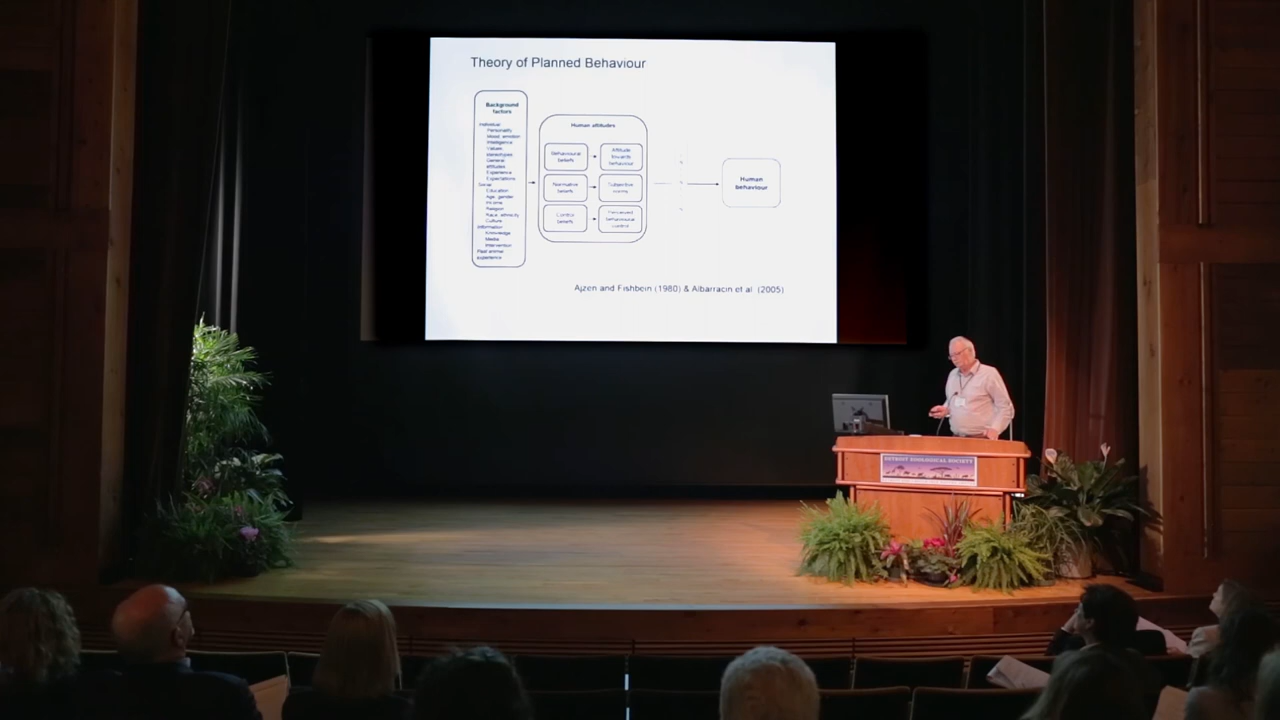 Theory of Planned Behaviour
Background
factors
Individual
Personality
Mood, emotion
Intelligence
Values
Stereotypes
General
attitudes
Experience
Expectations
Social
Education
Age, gender
Income
Religion
Race, ethnicity
Culture
Information
Knowledge
Media
Intervention
Past animal
experience
Human attitudes
Behavioural
beliefs
Attitude
towards
behaviour
Normative
beliefs
Subjective
norms
Control
beliefs
Perceived
behavioural
control
Human
behaviour
Ajzen and Fishbein (1980) & Albarracin et al. (2005)
DETROIT ZOOLOGICAL SOCIETY